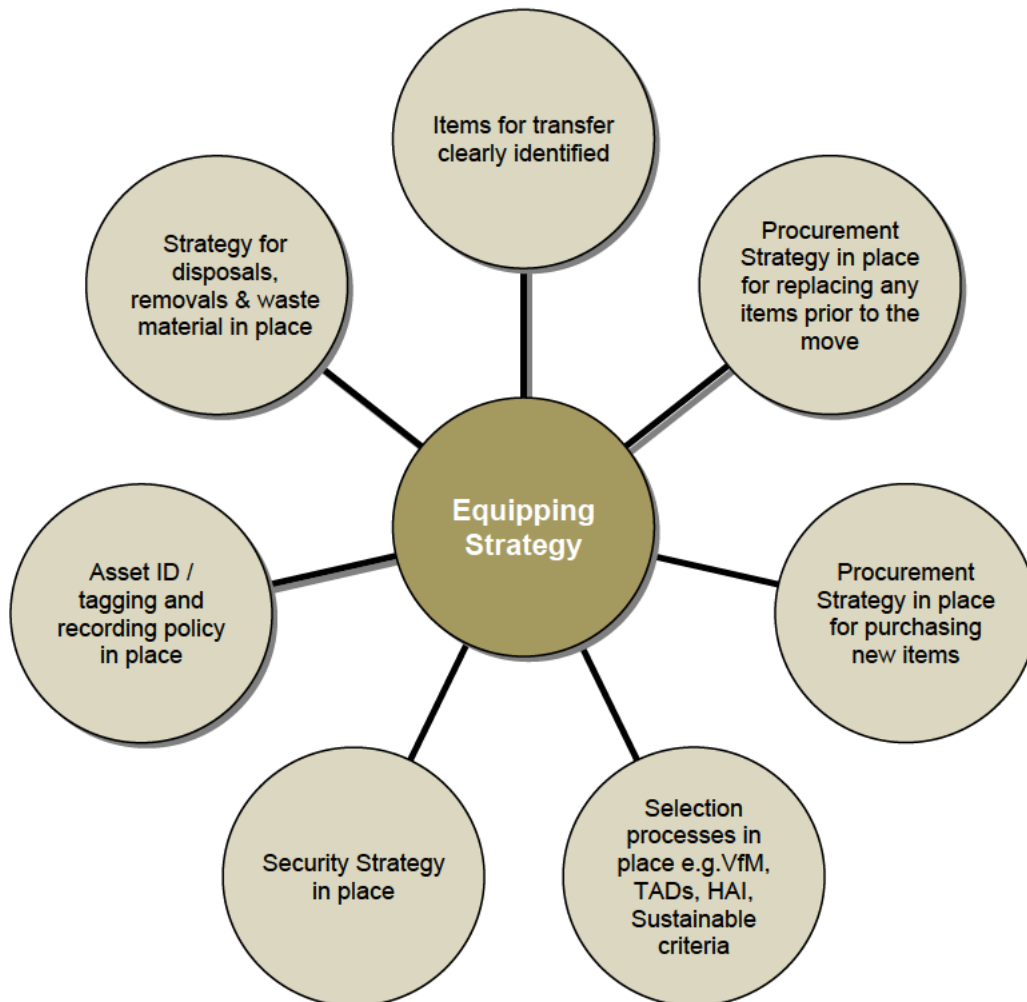 Items for transfer
clearly identified
Procurement
Strategy in place
for replacing any
items prior to the
move
Procurement
Strategy in place
for purchasing
new items
Selection
processes in
place e.g.VfM,
TADs, HAI,
Sustainable
criteria
Security Strategy
in place
Asset ID /
tagging and
recording policy
in place
Strategy for
disposals,
removals & waste
material in place
Equipping
Strategy